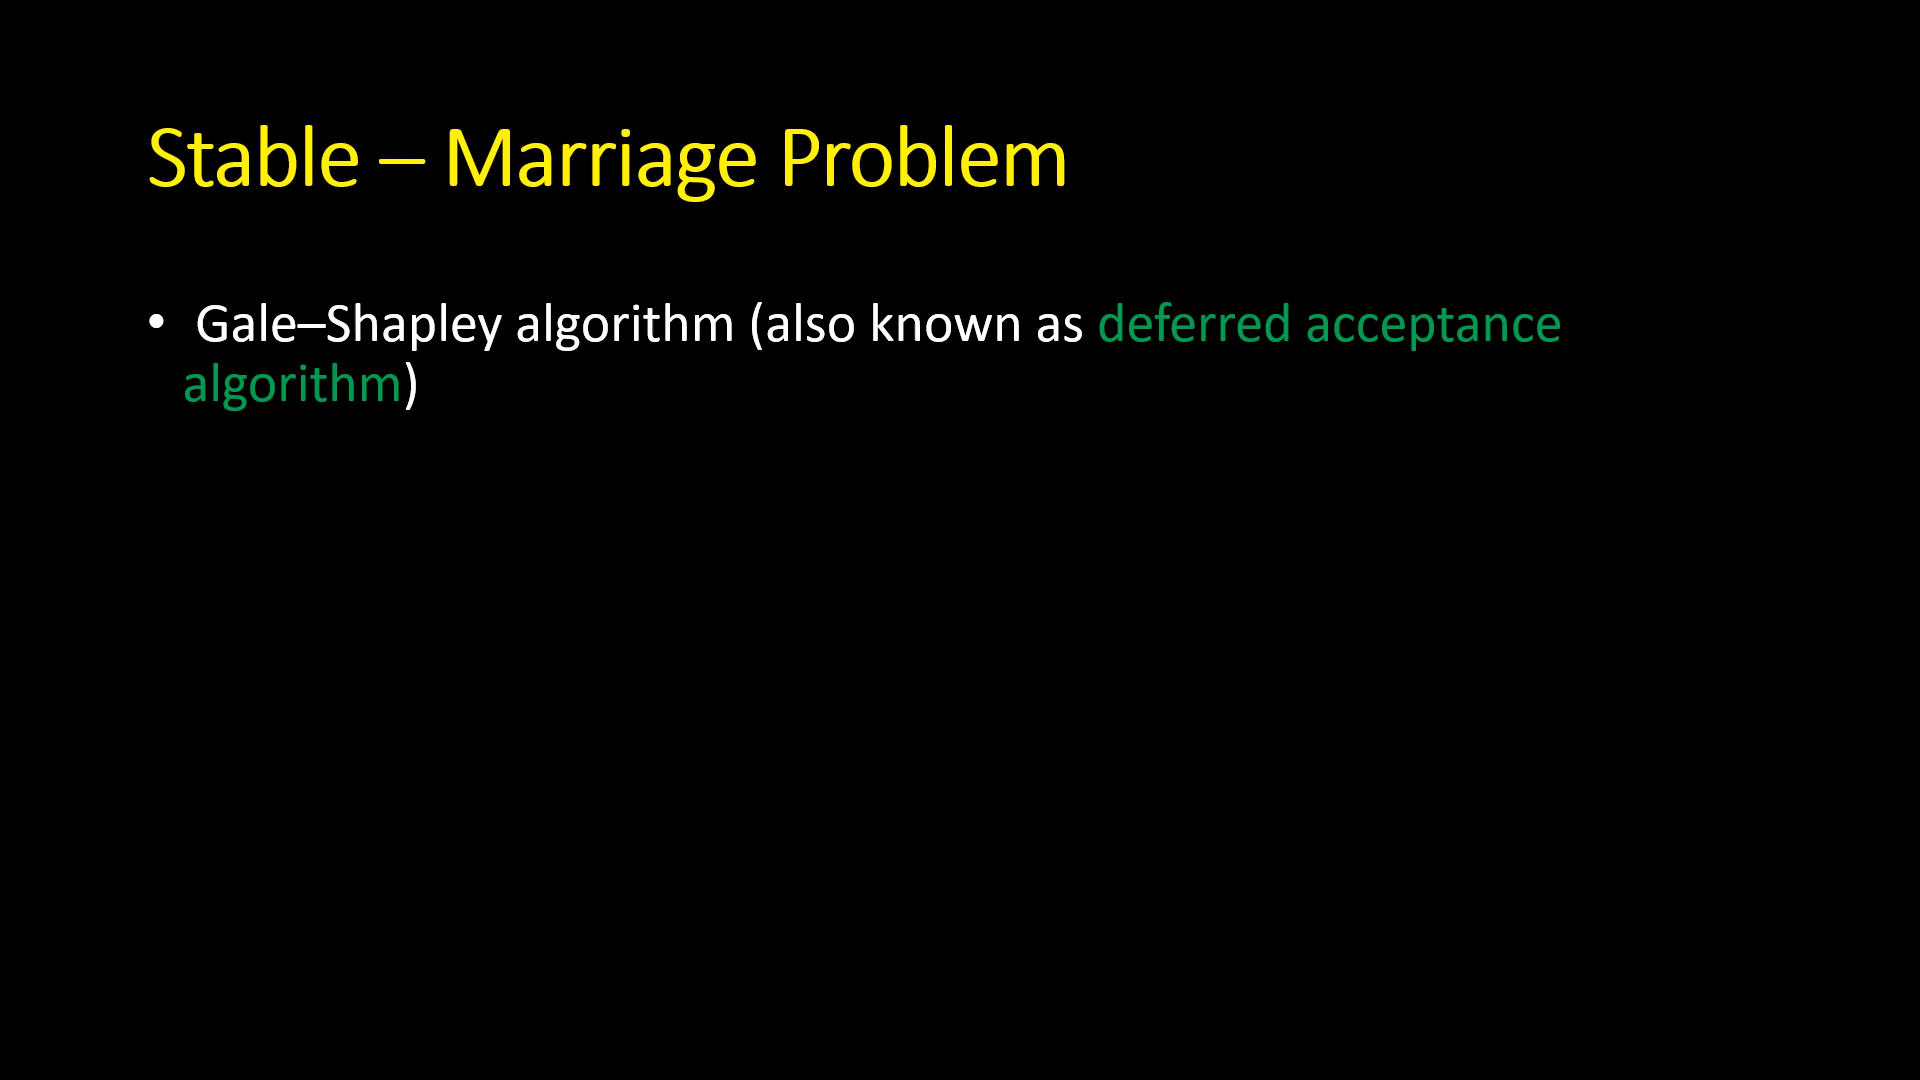 Stable – Marriage Problem
• Gale–Shapley algorithm (also known as deferred acceptance
algorithm)